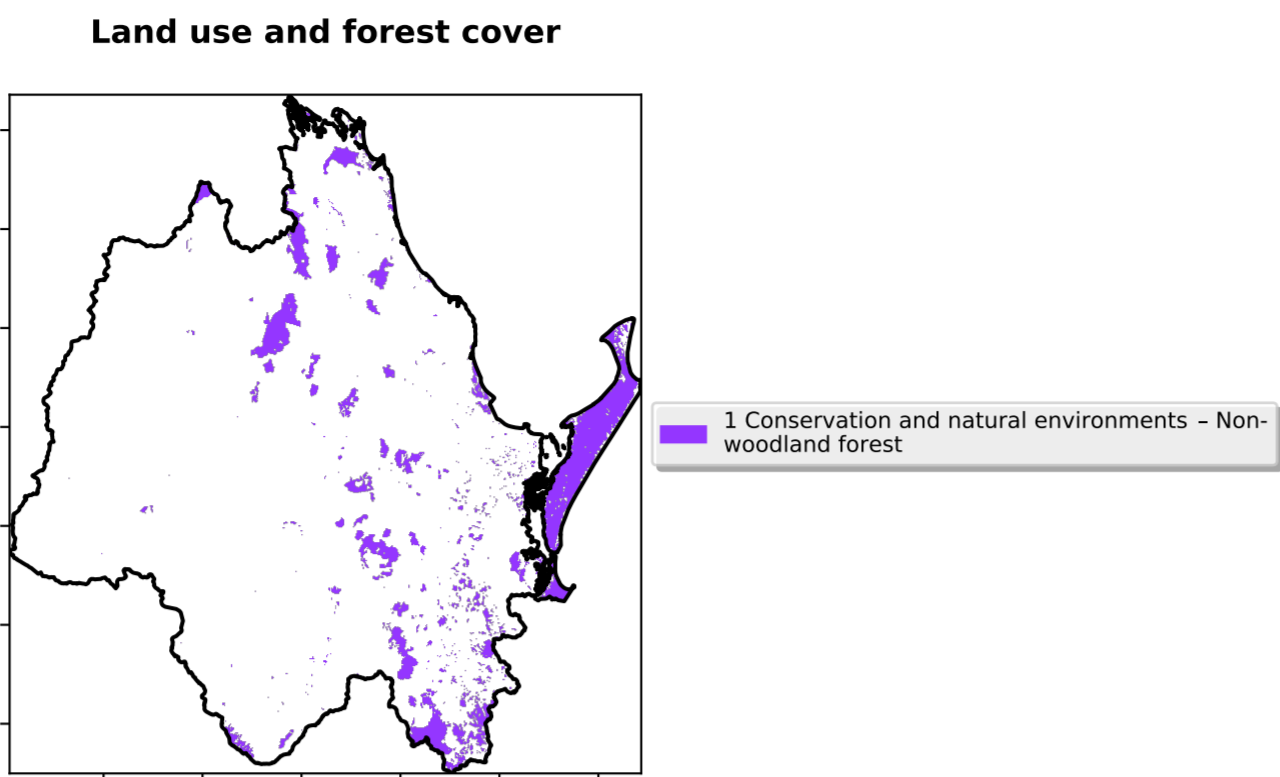 Land use and forest cover
1 Conservation and natural environments – Non-
woodland forest